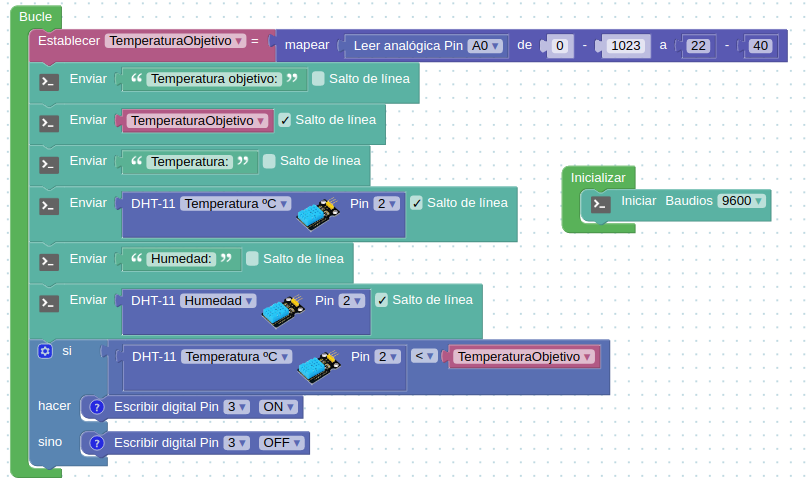 Bucle
Establecer TemperaturaObjetivo ▾ = mapear Leer analógica Pin A0 ▾ de 0 - 1023 a 22 - 40
Enviar “ Temperatura objetivo: ” Salto de línea
Enviar TemperaturaObjetivo ▾ ✓ Salto de línea
Enviar “ Temperatura: ” Salto de línea
Enviar DHT-11 Temperatura ºC ▾ Pin 2 ▾ ✓ Salto de línea
Enviar “ Humedad: ” Salto de línea
Enviar DHT-11 Humedad ▾ Pin 2 ▾ ✓ Salto de línea
si DHT-11 Temperatura ºC ▾ Pin 2 ▾ < ▾ TemperaturaObjetivo ▾
hacer ? Escribir digital Pin 3 ▾ ON ▾
sino ? Escribir digital Pin 3 ▾ OFF ▾
Inicializar
Iniciar Baudios 9600 ▾